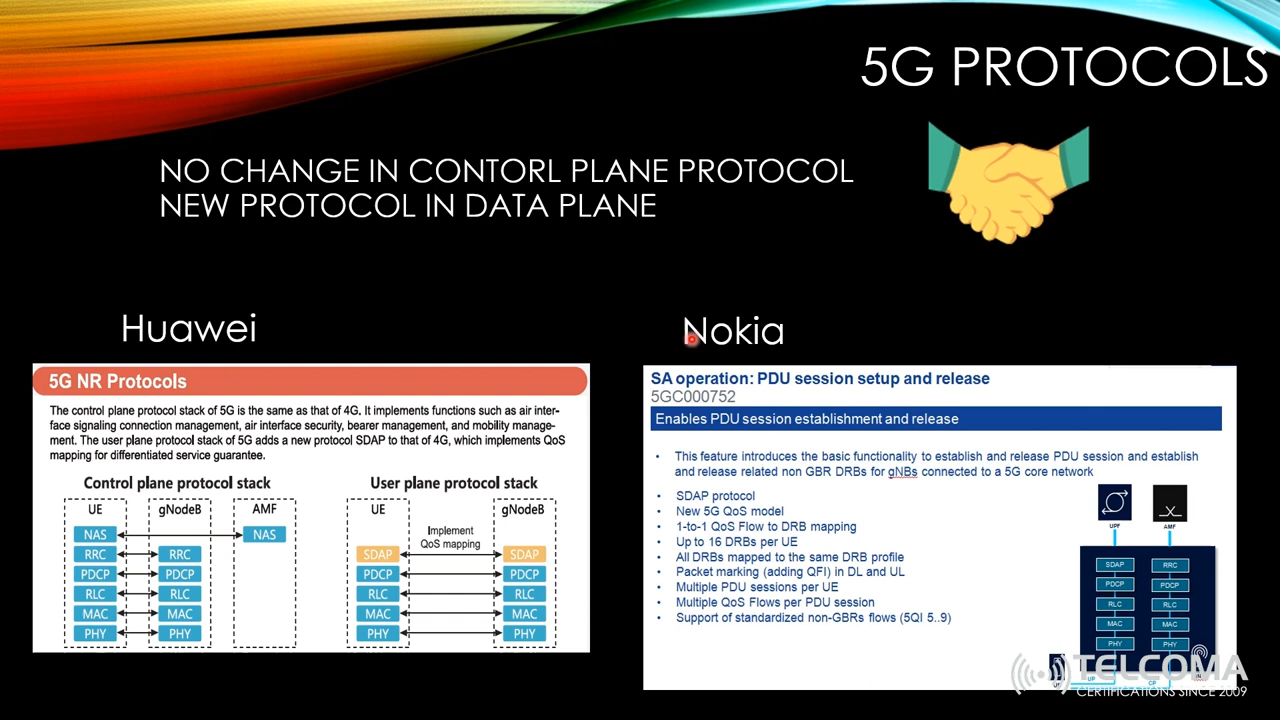 5G PROTOCOLS
NO CHANGE IN CONTORL PLANE PROTOCOL
NEW PROTOCOL IN DATA PLANE
Huawei
5G NR Protocols
The control plane protocol stack of 5G is the same as that of 4G. It implements functions such as air inter-
face signaling connection management, air interface security, bearer management, and mobility manage-
ment. The user plane protocol stack of 5G adds a new protocol SDAP to that of 4G, which implements QoS
mapping for differentiated service guarantee.
Control plane protocol stack
UE gNodeB AMF
NAS NAS
RRC RRC
PDCP PDCP
RLC RLC
MAC MAC
PHY PHY
User plane protocol stack
UE gNodeB
Implement
QoS mapping
SDAP SDAP
PDCP PDCP
RLC RLC
MAC MAC
PHY PHY
Nokia
SA operation: PDU session setup and release
5GC000752
Enables PDU session establishment and release
• This feature introduces the basic functionality to establish and release PDU session and establish
and release related non GBR DRBs for gNBs connected to a 5G core network
• SDAP protocol
• New 5G QoS model
• 1-to-1 QoS Flow to DRB mapping
• Up to 16 DRBs per UE
• All DRBs mapped to the same DRB profile
• Packet marking (adding QFI) in DL and UL
• Multiple PDU sessions per UE
• Multiple QoS Flows per PDU session
• Support of standardized non-GBRs flows (5QI 5..9)
UPF AMF
SDAP RRC
PDCP PDCP
RLC RLC
MAC MAC
PHY PHY
UP CP
TELCOMA
CERTIFICATIONS SINCE 2009